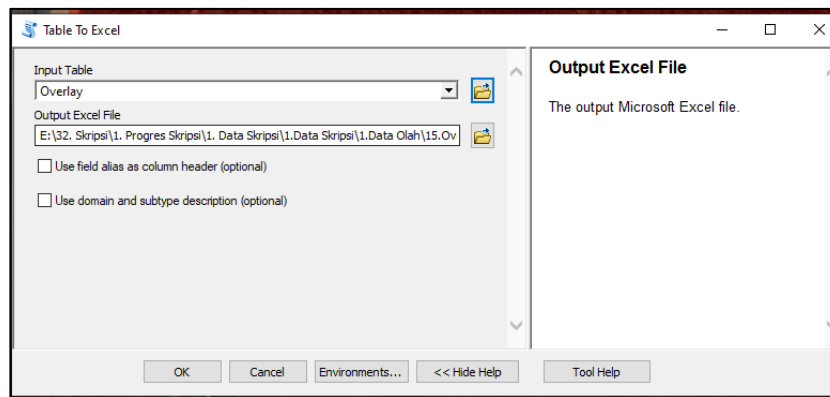 Table To Excel
Input Table
Overlay
Output Excel File
E:\32. Skripsi\1. Progres Skripsi\1. Data Skripsi\1.Data Skripsi\1.Data Olah\15.Ov
Use field alias as column header (optional)
Use domain and subtype description (optional)
Output Excel File
The output Microsoft Excel file.
OK
Cancel
Environments...
<< Hide Help
Tool Help